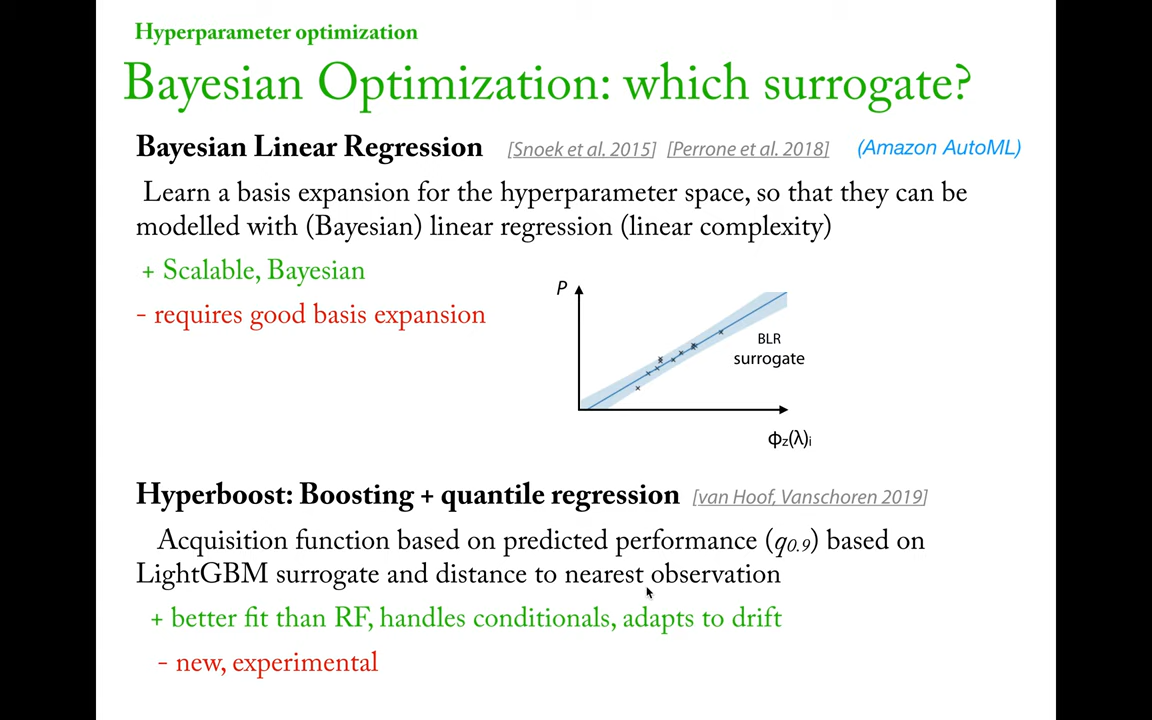 Hyperparameter optimization
Bayesian Optimization: which surrogate?
Bayesian Linear Regression [Snoek et al. 2015] [Perrone et al. 2018] (Amazon AutoML)
Learn a basis expansion for the hyperparameter space, so that they can be
modelled with (Bayesian) linear regression (linear complexity)
+ Scalable, Bayesian
- requires good basis expansion
P
BLR
surrogate
ϕz(λ)i
Hyperboost: Boosting + quantile regression [van Hoof, Vanschoren 2019]
Acquisition function based on predicted performance (q0.9) based on
LightGBM surrogate and distance to nearest observation
+ better fit than RF, handles conditionals, adapts to drift
- new, experimental